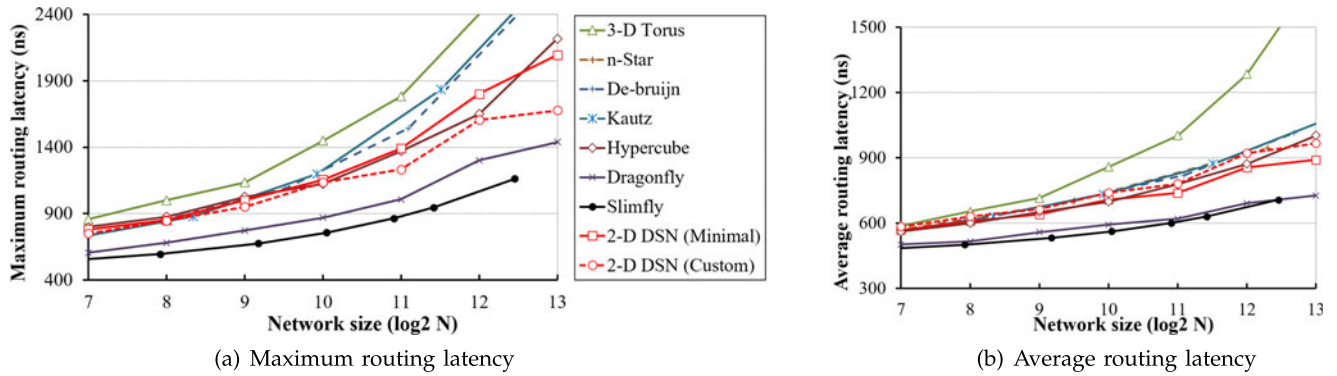 2400
1900
1400
900
400
Maximum routing latency (ns)
7 8 9 10 11 12 13
Network size (log2 N)
3-D Torus
n-Star
De-bruijn
Kautz
Hypercube
Dragonfly
Slimfly
2-D DSN (Minimal)
2-D DSN (Custom)
(a) Maximum routing latency
1500
1200
900
600
300
Average routing latency (ns)
7 8 9 10 11 12 13
Network size (log2 N)
(b) Average routing latency